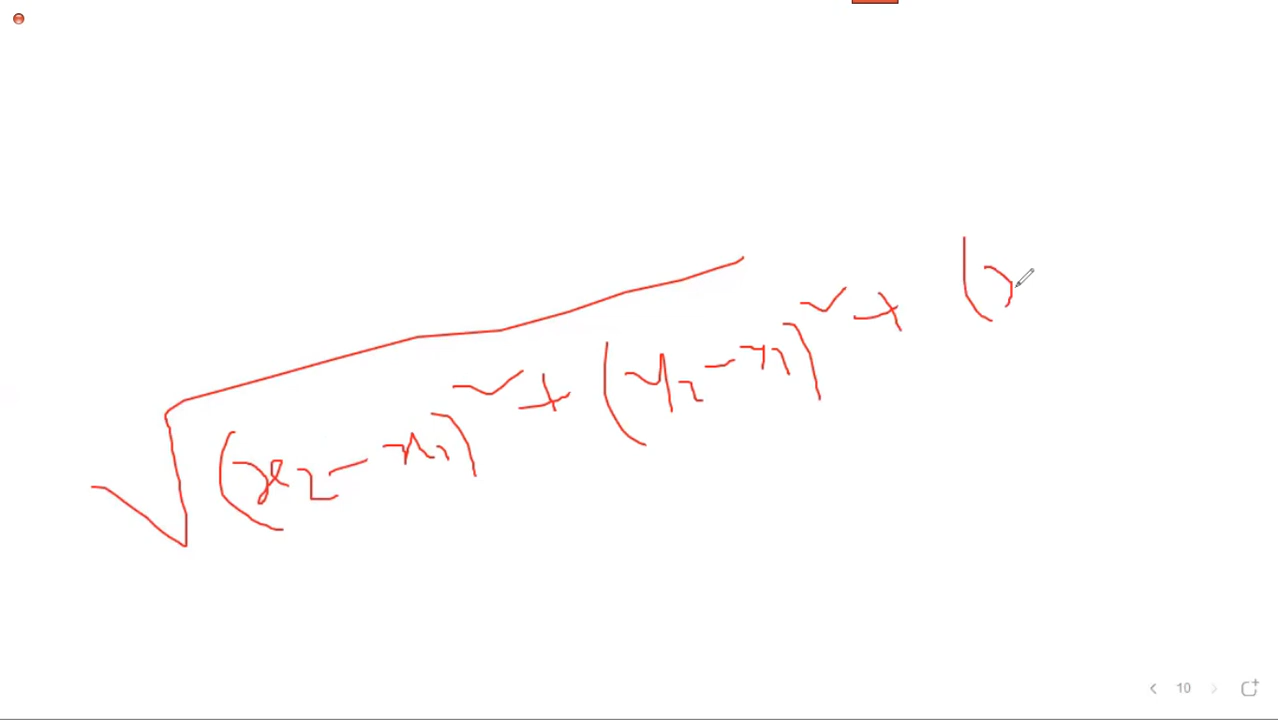 √(x₂ - x₁)² + (y₂ - y₁)² + (
10